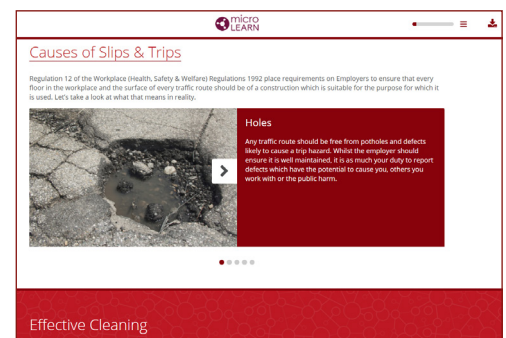 micro
LEARN
Causes of Slips & Trips
Regulation 12 of the Workplace (Health, Safety & Welfare) Regulations 1992 place requirements on Employers to ensure that every
floor in the workplace and the surface of every traffic route should be of a construction which is suitable for the purpose for which it
is used. Let's take a look at what that means in reality.
Holes
Any traffic route should be free from potholes and defects
likely to cause a trip hazard. Whilst the employer should
ensure it is well maintained, it is as much your duty to report
defects which have the potential to cause you, others you
work with or the public harm.
Effective Cleaning